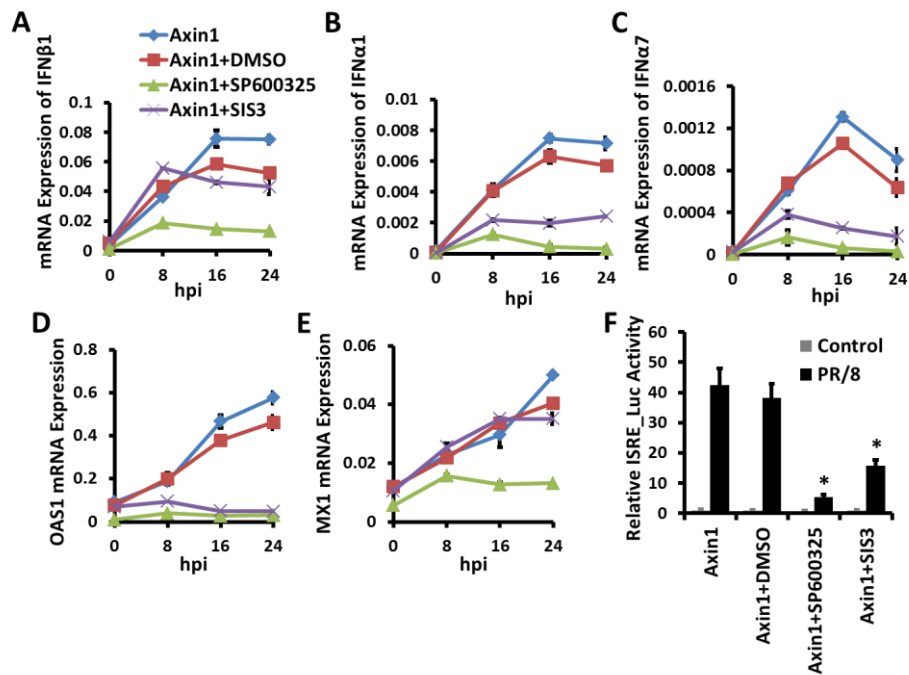 A
Axin1
Axin1+DMSO
Axin1+SP600325
Axin1+SIS3
mRNA Expression of IFNβ1
0.1
0.08
0.06
0.04
0.02
0
0 8 16 24
hpi
B
mRNA Expression of IFNα1
0.01
0.008
0.006
0.004
0.002
0
0 8 16 24
hpi
C
mRNA Expression of IFNα7
0.0016
0.0012
0.0008
0.0004
0
0 8 16 24
hpi
D
OAS1 mRNA Expression
0.8
0.6
0.4
0.2
0
0 8 16 24
hpi
E
MX1 mRNA Expression
0.06
0.04
0.02
0
0 8 16 24
hpi
F
Relative ISRE_Luc Activity
60
50
40
30
20
10
0
Control
PR/8
*
*
Axin1
Axin1+DMSO
Axin1+SP600325
Axin1+SIS3